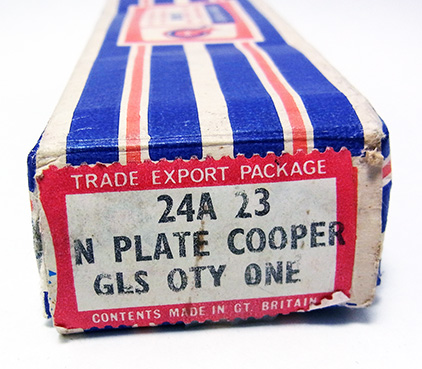 TRADE EXPORT PACKAGE
24A 23
N PLATE COOPER
GLS QTY ONE
CONTENTS MADE IN GT. BRITAIN